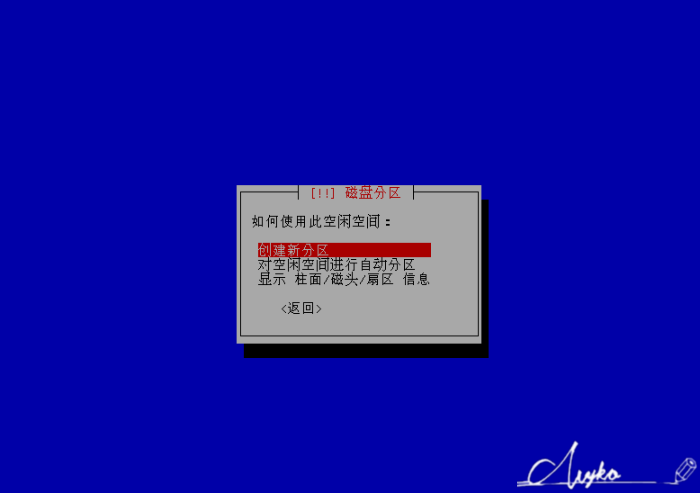 [!!] 磁盘分区
如何使用此空闲空间：
创建新分区
对空闲空间进行自动分区
显示 柱面/磁头/扇区 信息
<返回>